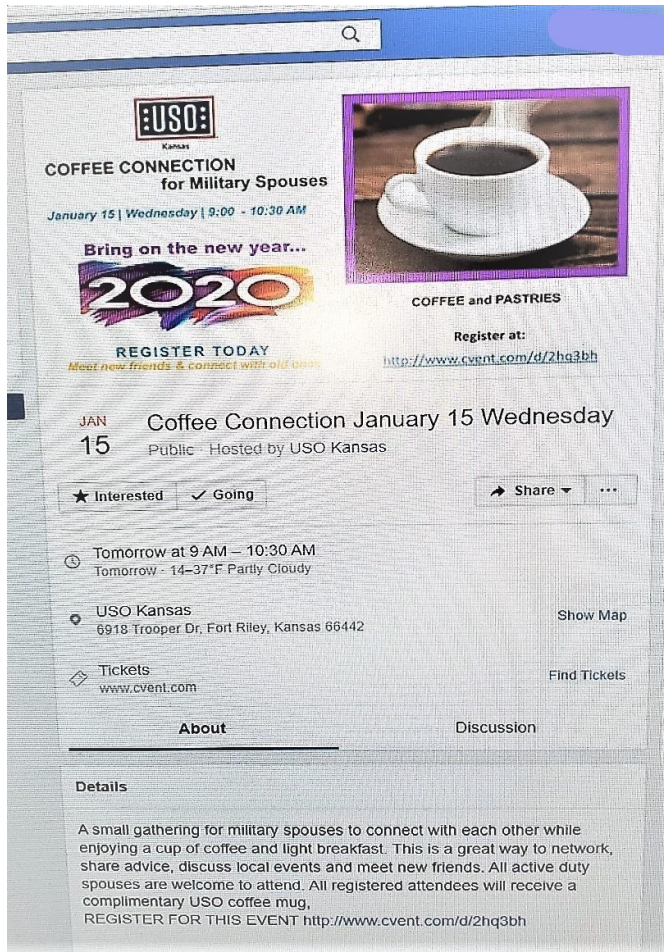 USO
Kansas
COFFEE CONNECTION
for Military Spouses
January 15 | Wednesday | 9:00 - 10:30 AM
Bring on the new year...
2020
REGISTER TODAY
Meet new friends & connect with old ones
COFFEE and PASTRIES
Register at:
http://www.cvent.com/d/2hq3bh
JAN
15
Coffee Connection January 15 Wednesday
Public · Hosted by USO Kansas
Interested
Going
Share
Tomorrow at 9 AM – 10:30 AM
Tomorrow · 14–37°F Partly Cloudy
USO Kansas
6918 Trooper Dr, Fort Riley, Kansas 66442
Show Map
Tickets
www.cvent.com
Find Tickets
About
Discussion
Details
A small gathering for military spouses to connect with each other while
enjoying a cup of coffee and light breakfast. This is a great way to network,
share advice, discuss local events and meet new friends. All active duty
spouses are welcome to attend. All registered attendees will receive a
complimentary USO coffee mug,
REGISTER FOR THIS EVENT http://www.cvent.com/d/2hq3bh